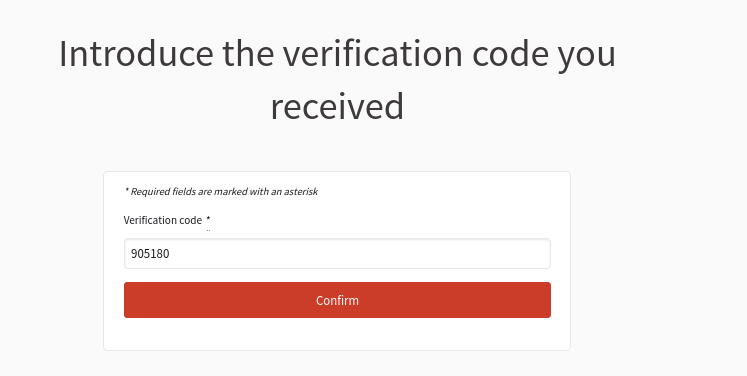 Introduce the verification code you
received
* Required fields are marked with an asterisk
Verification code *
905180
Confirm